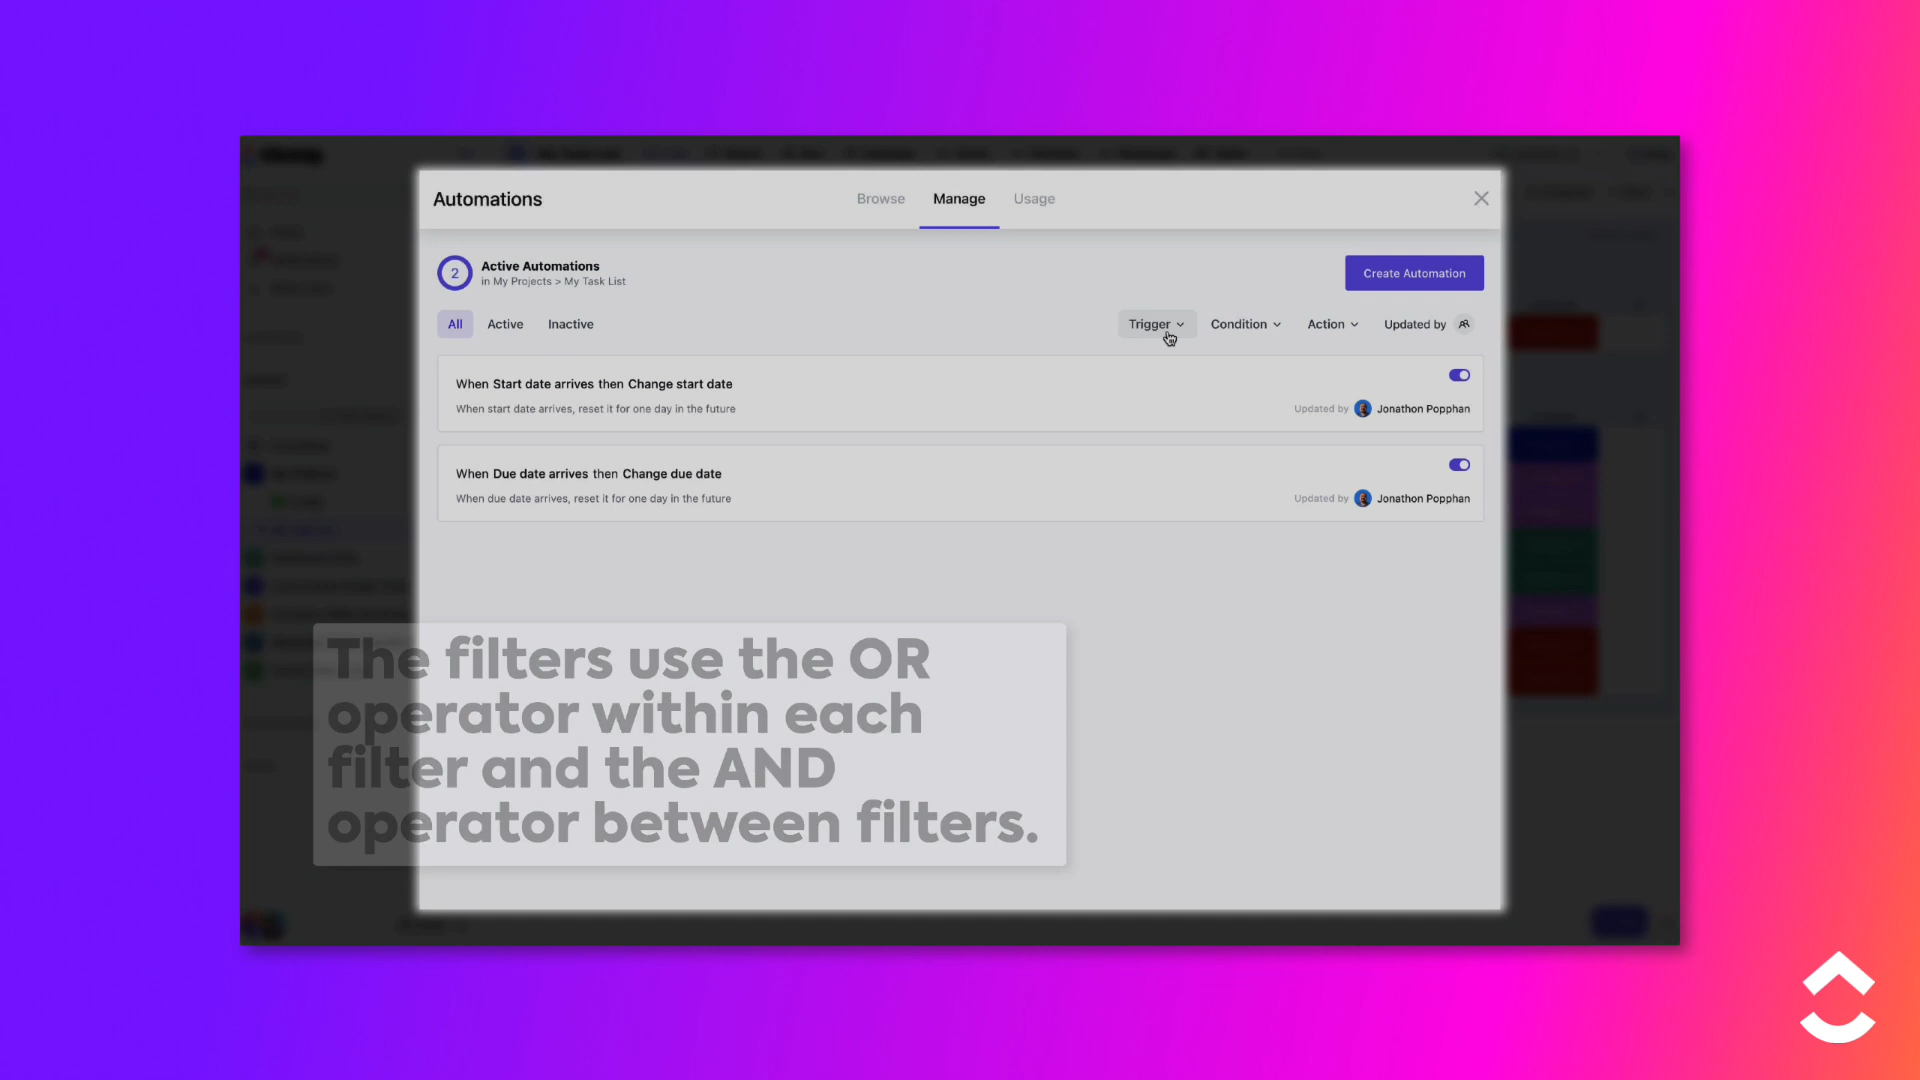 Automations
Browse
Manage
Usage
2
Active Automations
in My Projects > My Task List
Create Automation
All
Active
Inactive
Trigger
Condition
Action
Updated by
When Start date arrives then Change start date
When start date arrives, reset it for one day in the future
Updated by Jonathon Popphan
When Due date arrives then Change due date
When due date arrives, reset it for one day in the future
Updated by Jonathon Popphan
The filters use the OR
operator within each
filter and the AND
operator between filters.